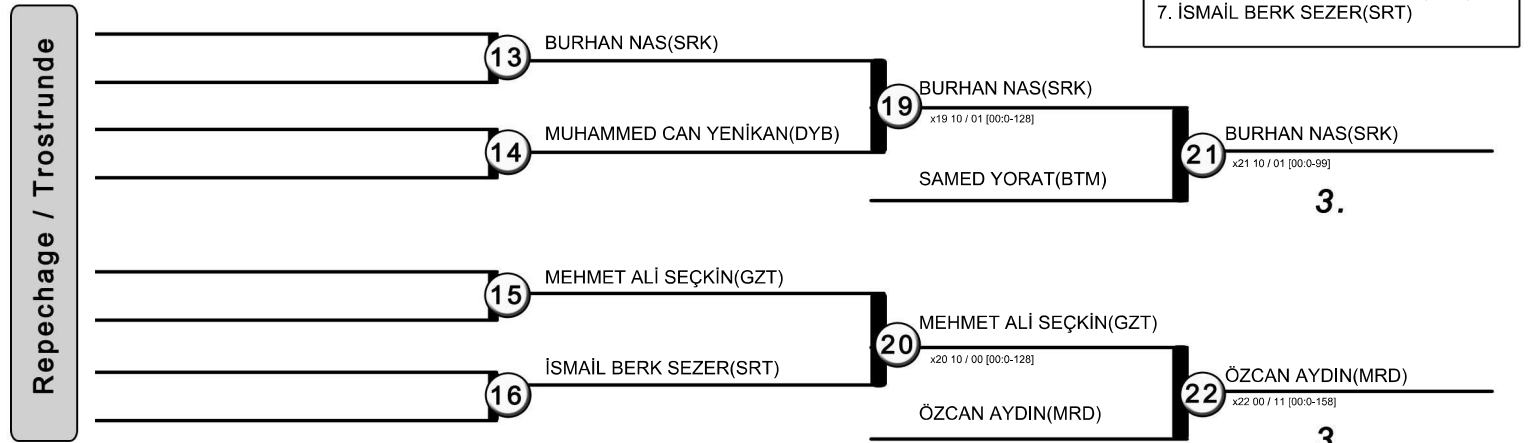 7. İSMAİL BERK SEZER(SRT)
Repechage / Trostrunde
13
BURHAN NAS(SRK)
14
MUHAMMED CAN YENİKAN(DYB)
19
BURHAN NAS(SRK)
x19 10 / 01 [00:0-128]
SAMED YORAT(BTM)
21
BURHAN NAS(SRK)
x21 10 / 01 [00:0-99]
3.
15
MEHMET ALİ SEÇKİN(GZT)
16
İSMAİL BERK SEZER(SRT)
20
MEHMET ALİ SEÇKİN(GZT)
x20 10 / 00 [00:0-128]
ÖZCAN AYDIN(MRD)
22
ÖZCAN AYDIN(MRD)
x22 00 / 11 [00:0-158]
3